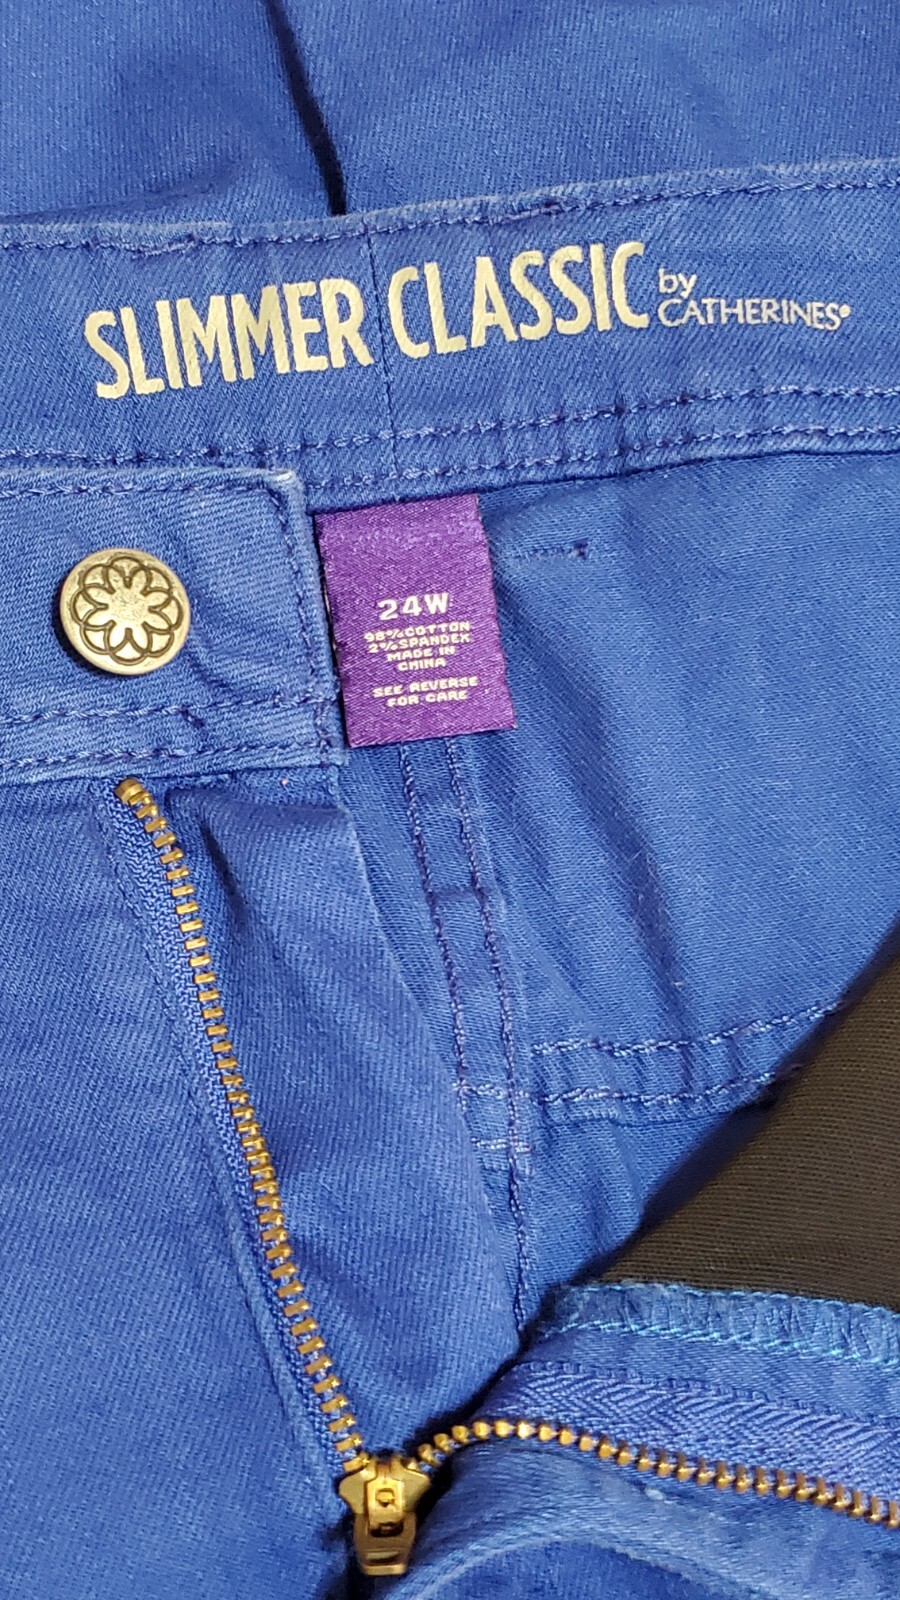 SLIMMER CLASSIC by
CATHERINES®
24W
98%COTTON
2%SPANDEX
MADE IN
CHINA
SEE REVERSE
FOR CARE